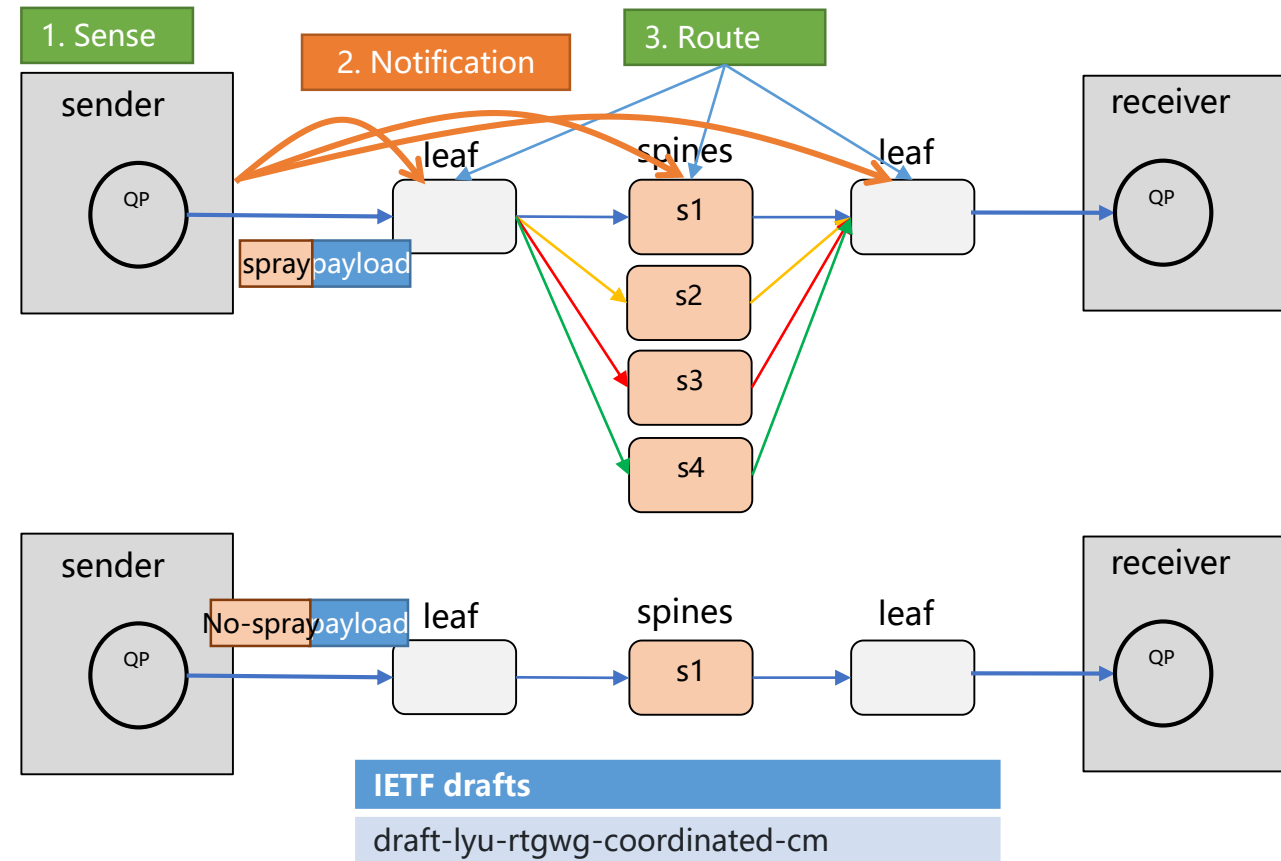 1. Sense
2. Notification
3. Route
sender
receiver
leaf
spines
leaf
QP
s1
QP
spray payload
s2
s3
s4
sender
receiver
No-spray payload
leaf
spines
leaf
QP
s1
QP
IETF drafts
draft-lyu-rtgwg-coordinated-cm